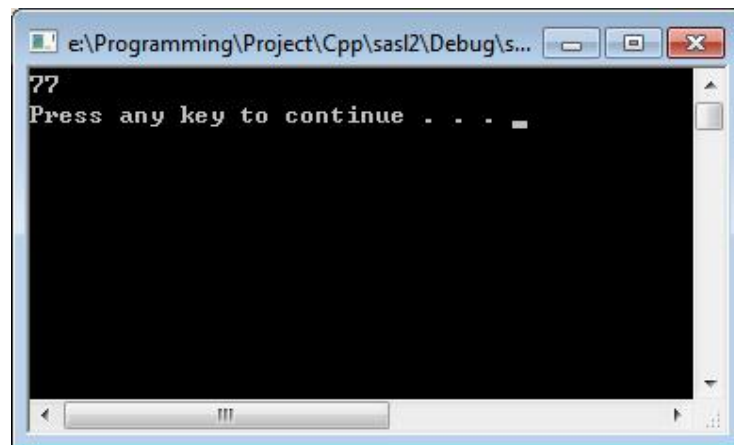 e:\Programming\Project\Cpp\sasl2\Debug\s...
77
Press any key to continue . . . _